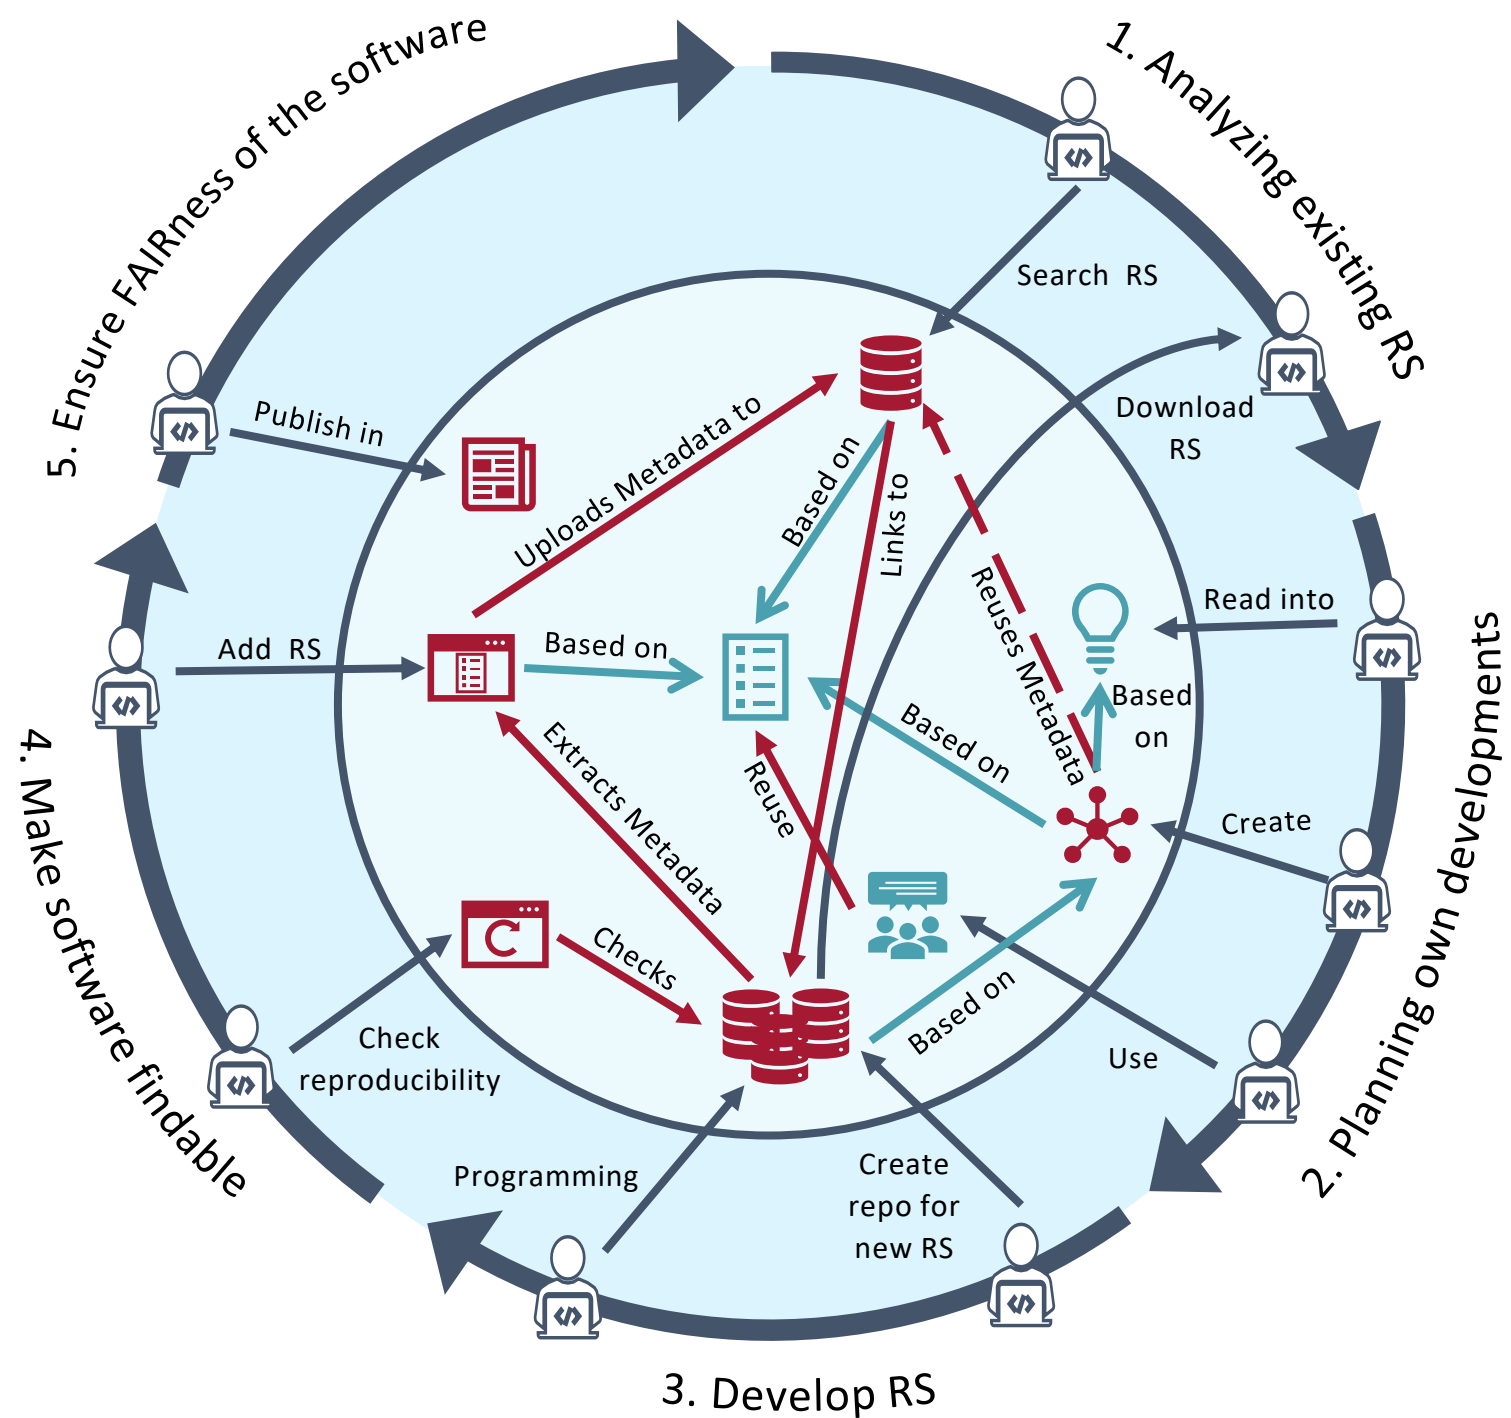 1. Analyzing existing RS
2. Planning own developments
3. Develop RS
4. Make software findable
5. Ensure FAIRness of the software
Search RS
Download
RS
Read into
Create
Use
Create
repo for
new RS
Programming
Check
reproducibility
Add RS
Publish in
Uploads Metadata to
Based on
Links to
Reuses Metadata
Based
on
Based on
Based on
Reuse
Extracts Metadata
Checks
Based on